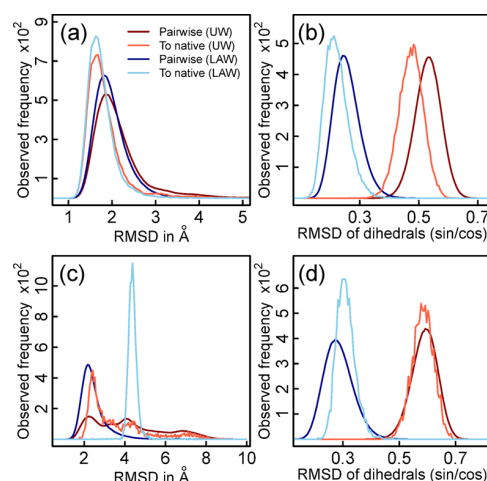 (a)
Pairwise (UW)
To native (UW)
Pairwise (LAW)
To native (LAW)
Observed frequency x10²
9
7
5
3
1
1 2 3 4 5
RMSD in Å
(b)
Observed frequency x10²
5
4
3
2
1
0.3 0.5 0.7
RMSD of dihedrals (sin/cos)
(c)
Observed frequency x10²
10
8
6
4
2
2 4 6 8 10
RMSD in Å
(d)
Observed frequency x10²
6
5
4
3
2
1
0.3 0.5 0.7
RMSD of dihedrals (sin/cos)